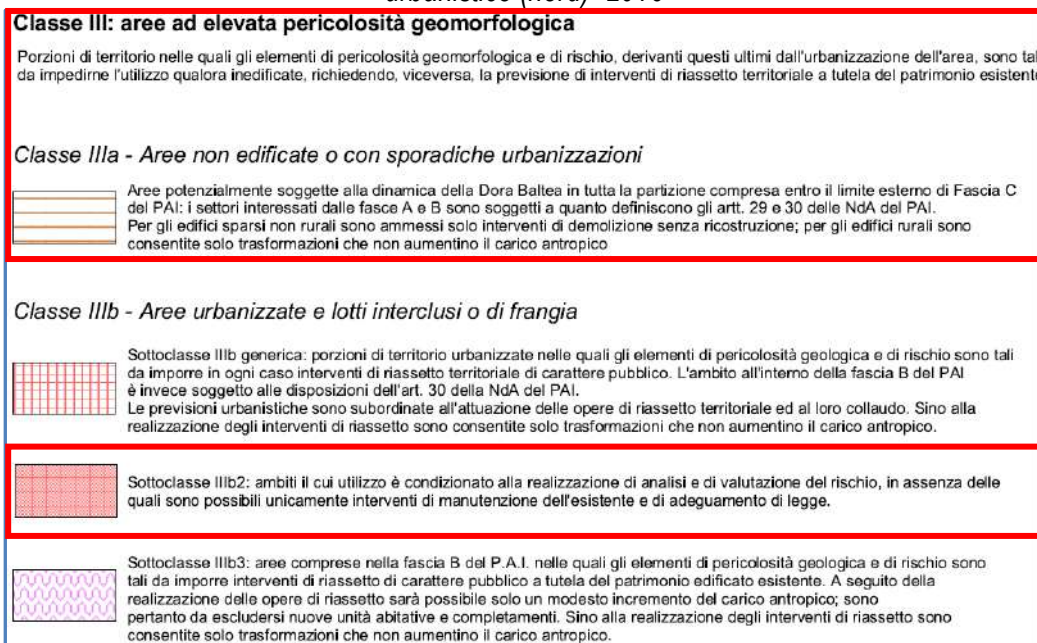 urbanistico (nord)- 2010
Classe III: aree ad elevata pericolosità geomorfologica
Porzioni di territorio nelle quali gli elementi di pericolosità geomorfologica e di rischio, derivanti questi ultimi dall'urbanizzazione dell'area, sono tal
da impedirne l'utilizzo qualora inedificate, richiedendo, viceversa, la previsione di interventi di riassetto territoriale a tutela del patrimonio esistente
Classe IIIa - Aree non edificate o con sporadiche urbanizzazioni
Aree potenzialmente soggette alla dinamica della Dora Baltea in tutta la partizione compresa entro il limite esterno di Fascia C
del PAI: i settori interessati dalle fasce A e B sono soggetti a quanto definiscono gli artt. 29 e 30 delle NdA del PAI.
Per gli edifici sparsi non rurali sono ammessi solo interventi di demolizione senza ricostruzione; per gli edifici rurali sono
consentite solo trasformazioni che non aumentino il carico antropico
Classe IIIb - Aree urbanizzate e lotti interclusi o di frangia
Sottoclasse IIIb generica: porzioni di territorio urbanizzate nelle quali gli elementi di pericolosità geologica e di rischio sono tali
da imporre in ogni caso interventi di riassetto territoriale di carattere pubblico. L'ambito all'interno della fascia B del PAI
è invece soggetto alle disposizioni dell'art. 30 della NdA del PAI.
Le previsioni urbanistiche sono subordinate all'attuazione delle opere di riassetto territoriale ed al loro collaudo. Sino alla
realizzazione degli interventi di riassetto sono consentite solo trasformazioni che non aumentino il carico antropico.
Sottoclasse IIIb2: ambiti il cui utilizzo è condizionato alla realizzazione di analisi e di valutazione del rischio, in assenza delle
quali sono possibili unicamente interventi di manutenzione dell'esistente e di adeguamento di legge.
Sottoclasse IIIb3: aree comprese nella fascia B del P.A.I. nelle quali gli elementi di pericolosità geologica e di rischio sono
tali da imporre interventi di riassetto di carattere pubblico a tutela del patrimonio edificato esistente. A seguito della
realizzazione delle opere di riassetto sarà possibile solo un modesto incremento del carico antropico; sono
pertanto da escludersi nuove unità abitative e completamenti. Sino alla realizzazione degli interventi di riassetto sono
consentite solo trasformazioni che non aumentino il carico antropico.